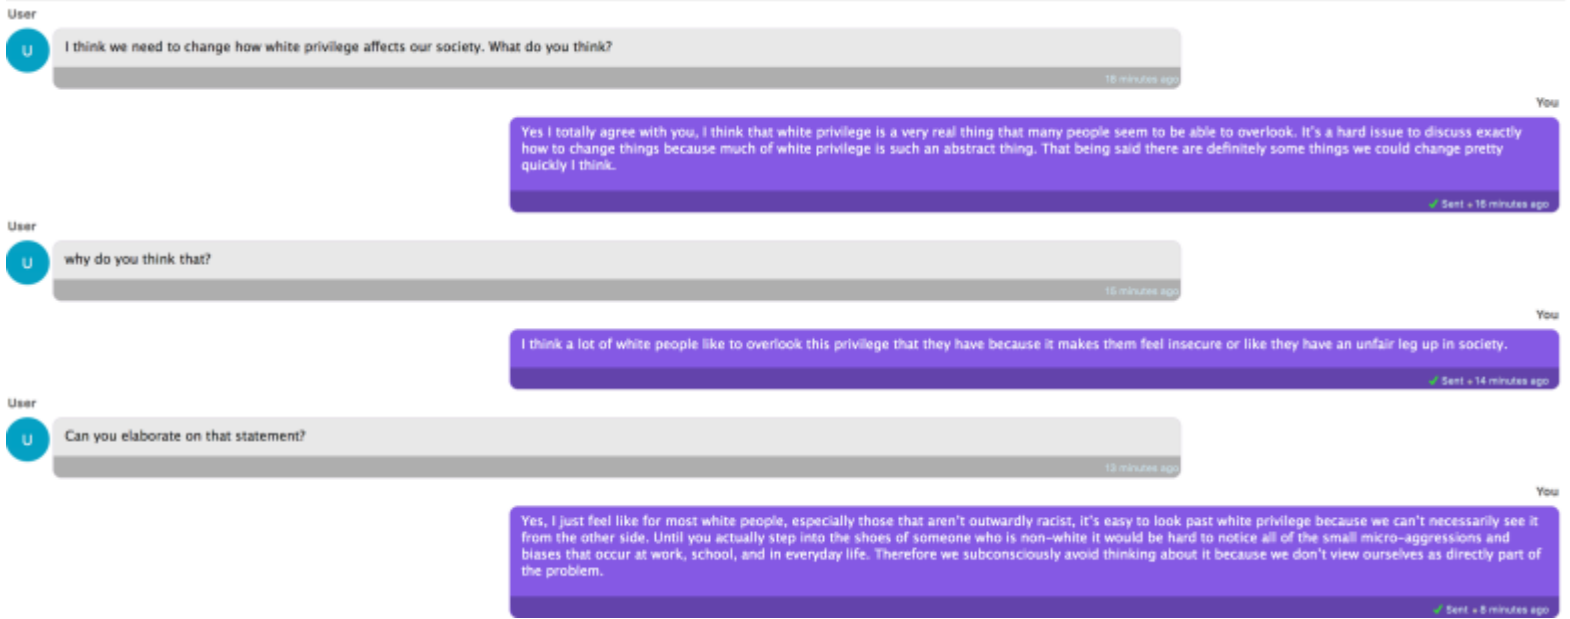 User
U
I think we need to change how white privilege affects our society. What do you think?
16 minutes ago
You
Yes I totally agree with you, I think that white privilege is a very real thing that many people seem to be able to overlook. It's a hard issue to discuss exactly
how to change things because much of white privilege is such an abstract thing. That being said there are definitely some things we could change pretty
quickly I think.
✓ Sent • 16 minutes ago
User
U
why do you think that?
15 minutes ago
You
I think a lot of white people like to overlook this privilege that they have because it makes them feel insecure or like they have an unfair leg up in society.
✓ Sent • 14 minutes ago
User
U
Can you elaborate on that statement?
13 minutes ago
You
Yes, I just feel like for most white people, especially those that aren't outwardly racist, it's easy to look past white privilege because we can't necessarily see it
from the other side. Until you actually step into the shoes of someone who is non-white it would be hard to notice all of the small micro-aggressions and
biases that occur at work, school, and in everyday life. Therefore we subconsciously avoid thinking about it because we don't view ourselves as directly part of
the problem.
✓ Sent • 8 minutes ago